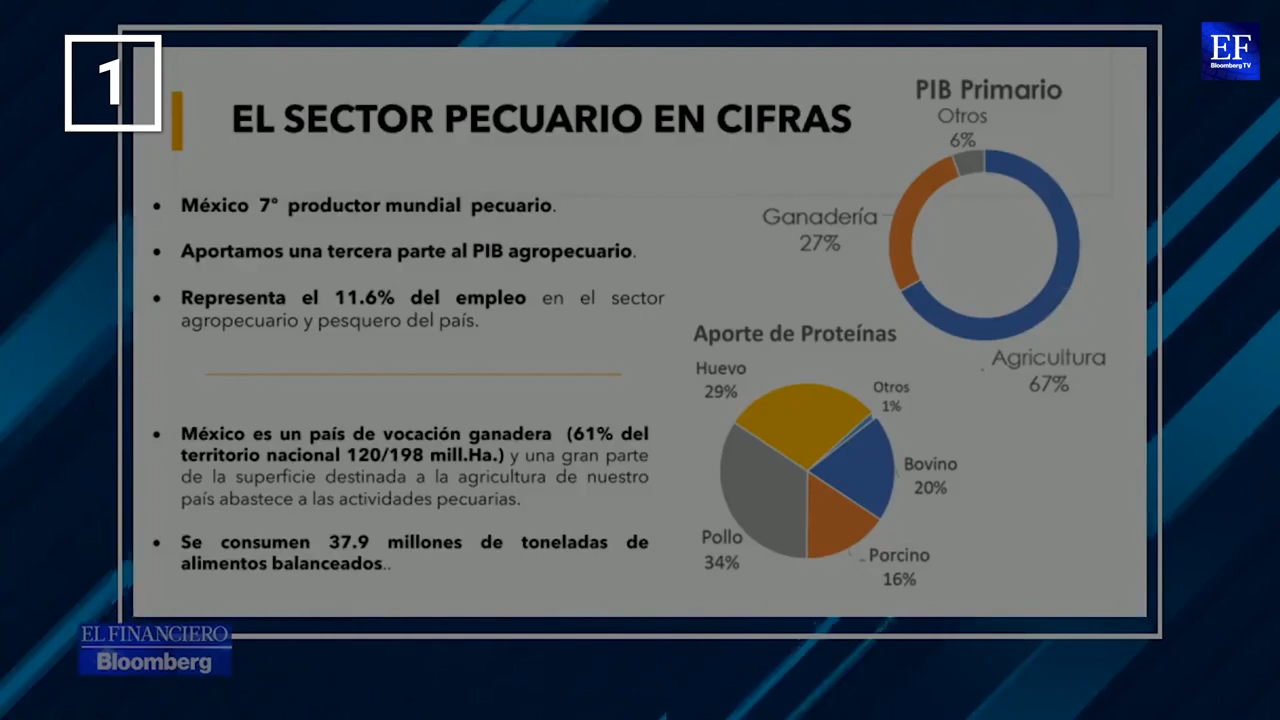 1
EF
Bloomberg TV
EL SECTOR PECUARIO EN CIFRAS
• México 7° productor mundial pecuario.
• Aportamos una tercera parte al PIB agropecuario.
• Representa el 11.6% del empleo en el sector
agropecuario y pesquero del país.
• México es un país de vocación ganadera (61% del
territorio nacional 120/198 mill.Ha.) y una gran parte
de la superficie destinada a la agricultura de nuestro
país abastece a las actividades pecuarias.
• Se consumen 37.9 millones de toneladas de
alimentos balanceados..
PIB Primario
Otros
6%
Ganadería
27%
Agricultura
67%
Aporte de Proteínas
Huevo
29%
Otros
1%
Bovino
20%
Pollo
34%
Porcino
16%
EL FINANCIERO
Bloomberg